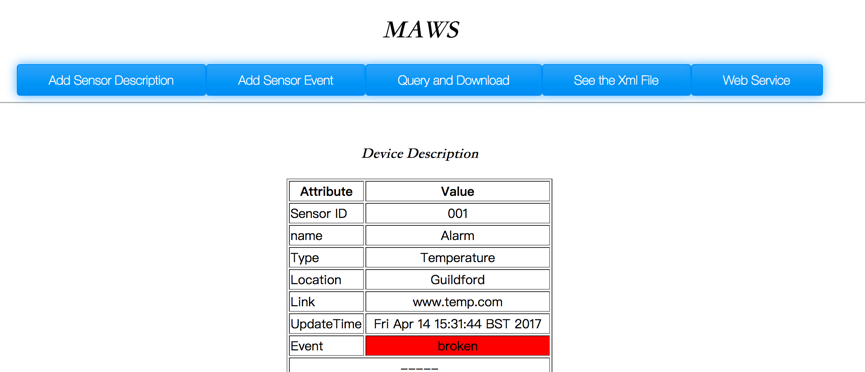 MAWS
Add Sensor Description Add Sensor Event Query and Download See the Xml File Web Service
Device Description
Attribute Value
Sensor ID 001
name Alarm
Type Temperature
Location Guildford
Link www.temp.com
UpdateTime Fri Apr 14 15:31:44 BST 2017
Event broken
_____